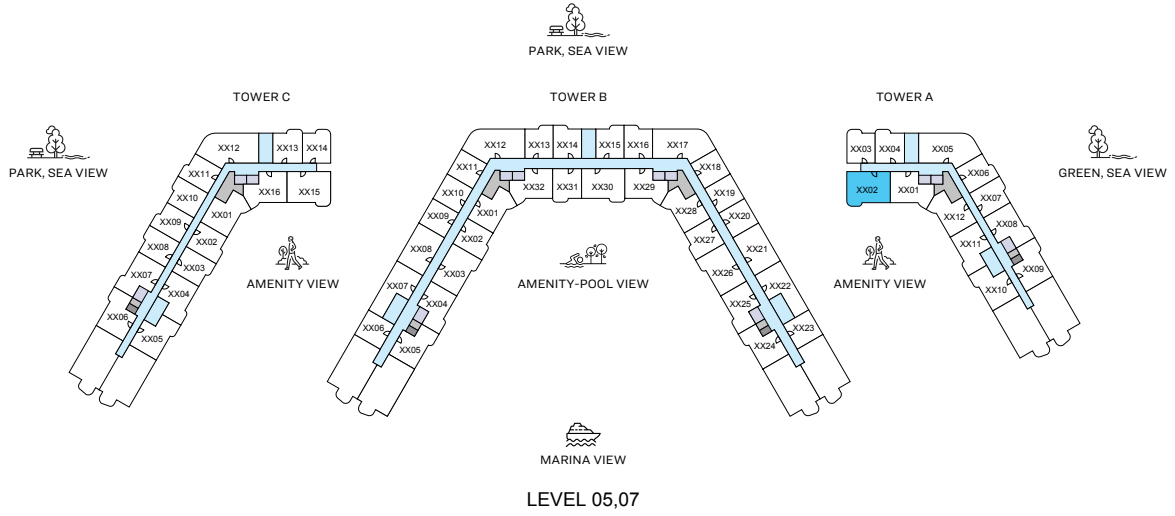 PARK, SEA VIEW
TOWER C
TOWER B
TOWER A
PARK, SEA VIEW
GREEN, SEA VIEW
XX12
XX13
XX14
XX11
XX16
XX15
XX10
XX01
XX09
XX02
XX08
XX03
XX07
XX04
XX06
XX05
XX12
XX13
XX14
XX15
XX16
XX17
XX11
XX18
XX32
XX31
XX30
XX29
XX10
XX19
XX01
XX28
XX09
XX20
XX02
XX27
XX08
XX21
XX03
XX26
XX07
XX22
XX04
XX25
XX06
XX23
XX05
XX24
XX03
XX04
XX05
XX06
XX02
XX01
XX07
XX12
XX08
XX11
XX09
XX10
AMENITY VIEW
AMENITY-POOL VIEW
AMENITY VIEW
MARINA VIEW
LEVEL 05,07